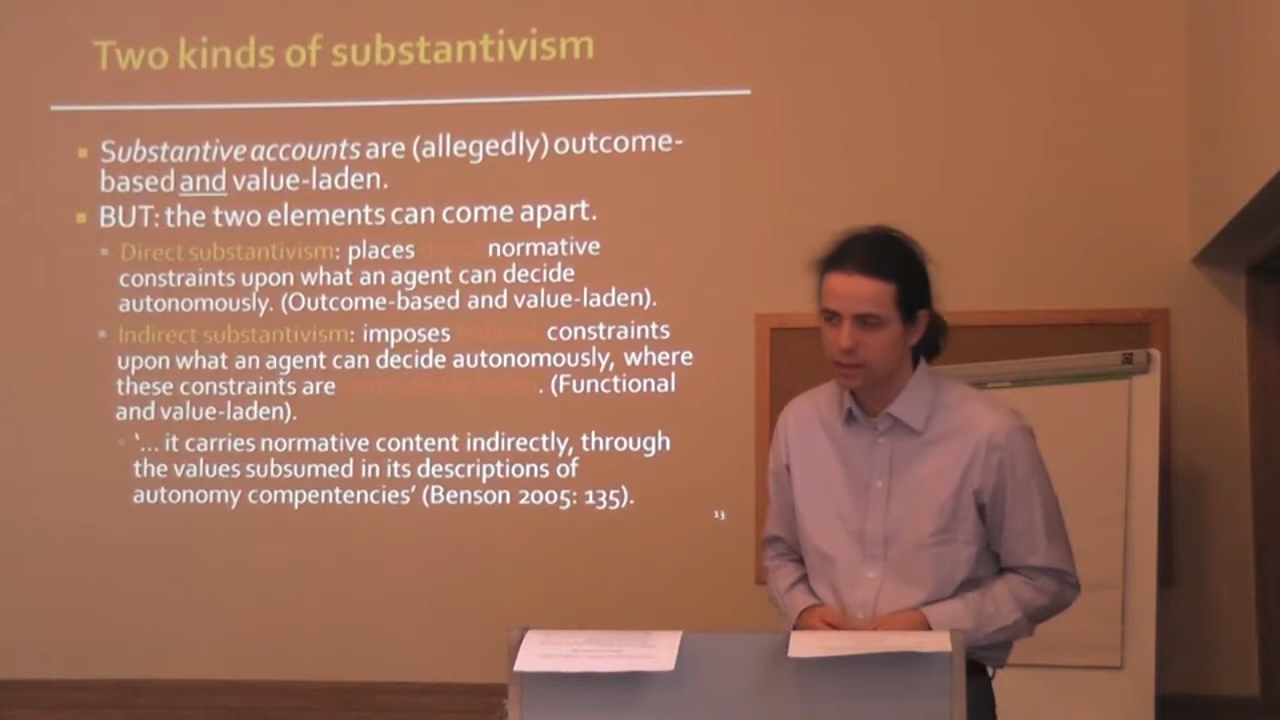 Two kinds of substantivism
Substantive accounts are (allegedly) outcome-
based and value-laden.
BUT: the two elements can come apart.
Direct substantivism: places normative
constraints upon what an agent can decide
autonomously. (Outcome-based and value-laden).
Indirect substantivism: imposes constraints
upon what an agent can decide autonomously, where
these constraints are . (Functional
and value-laden).
'... it carries normative content indirectly, through
the values subsumed in its descriptions of
autonomy compentencies' (Benson 2005: 135).
13